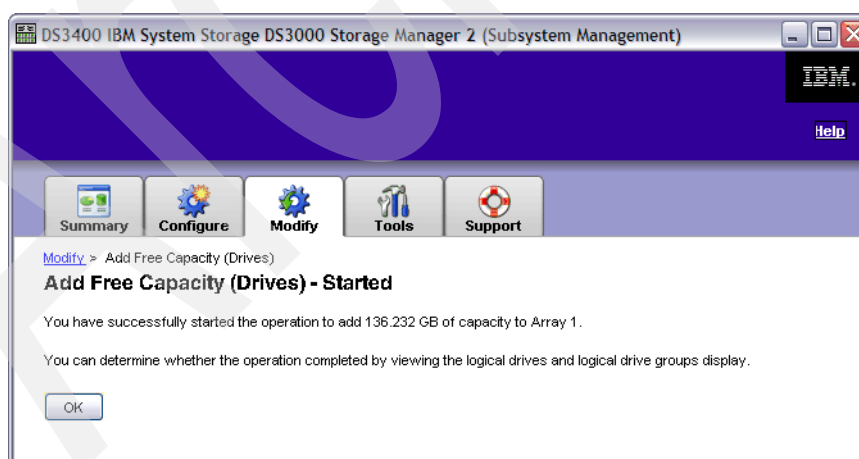 DS3400 IBM System Storage DS3000 Storage Manager 2 (Subsystem Management)
IBM.
Help
Summary Configure Modify Tools Support
Modify > Add Free Capacity (Drives)
Add Free Capacity (Drives) - Started
You have successfully started the operation to add 136.232 GB of capacity to Array 1.
You can determine whether the operation completed by viewing the logical drives and logical drive groups display.
OK